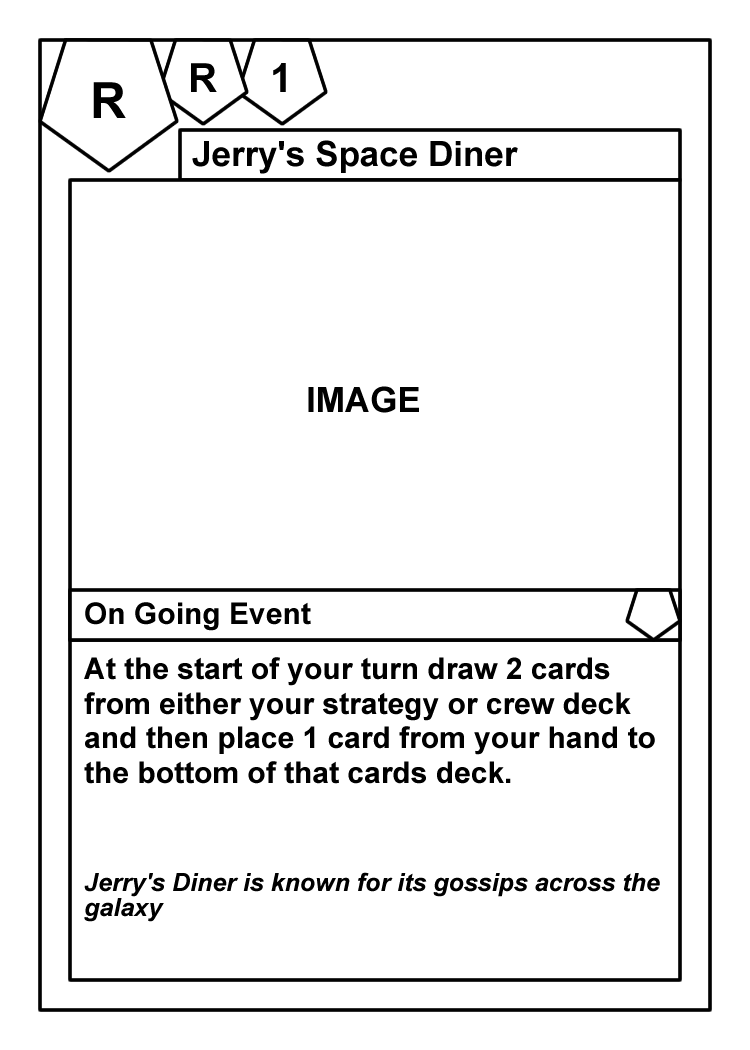 R R 1
Jerry's Space Diner
IMAGE
On Going Event
At the start of your turn draw 2 cards
from either your strategy or crew deck
and then place 1 card from your hand to
the bottom of that cards deck.
Jerry's Diner is known for its gossips across the
galaxy